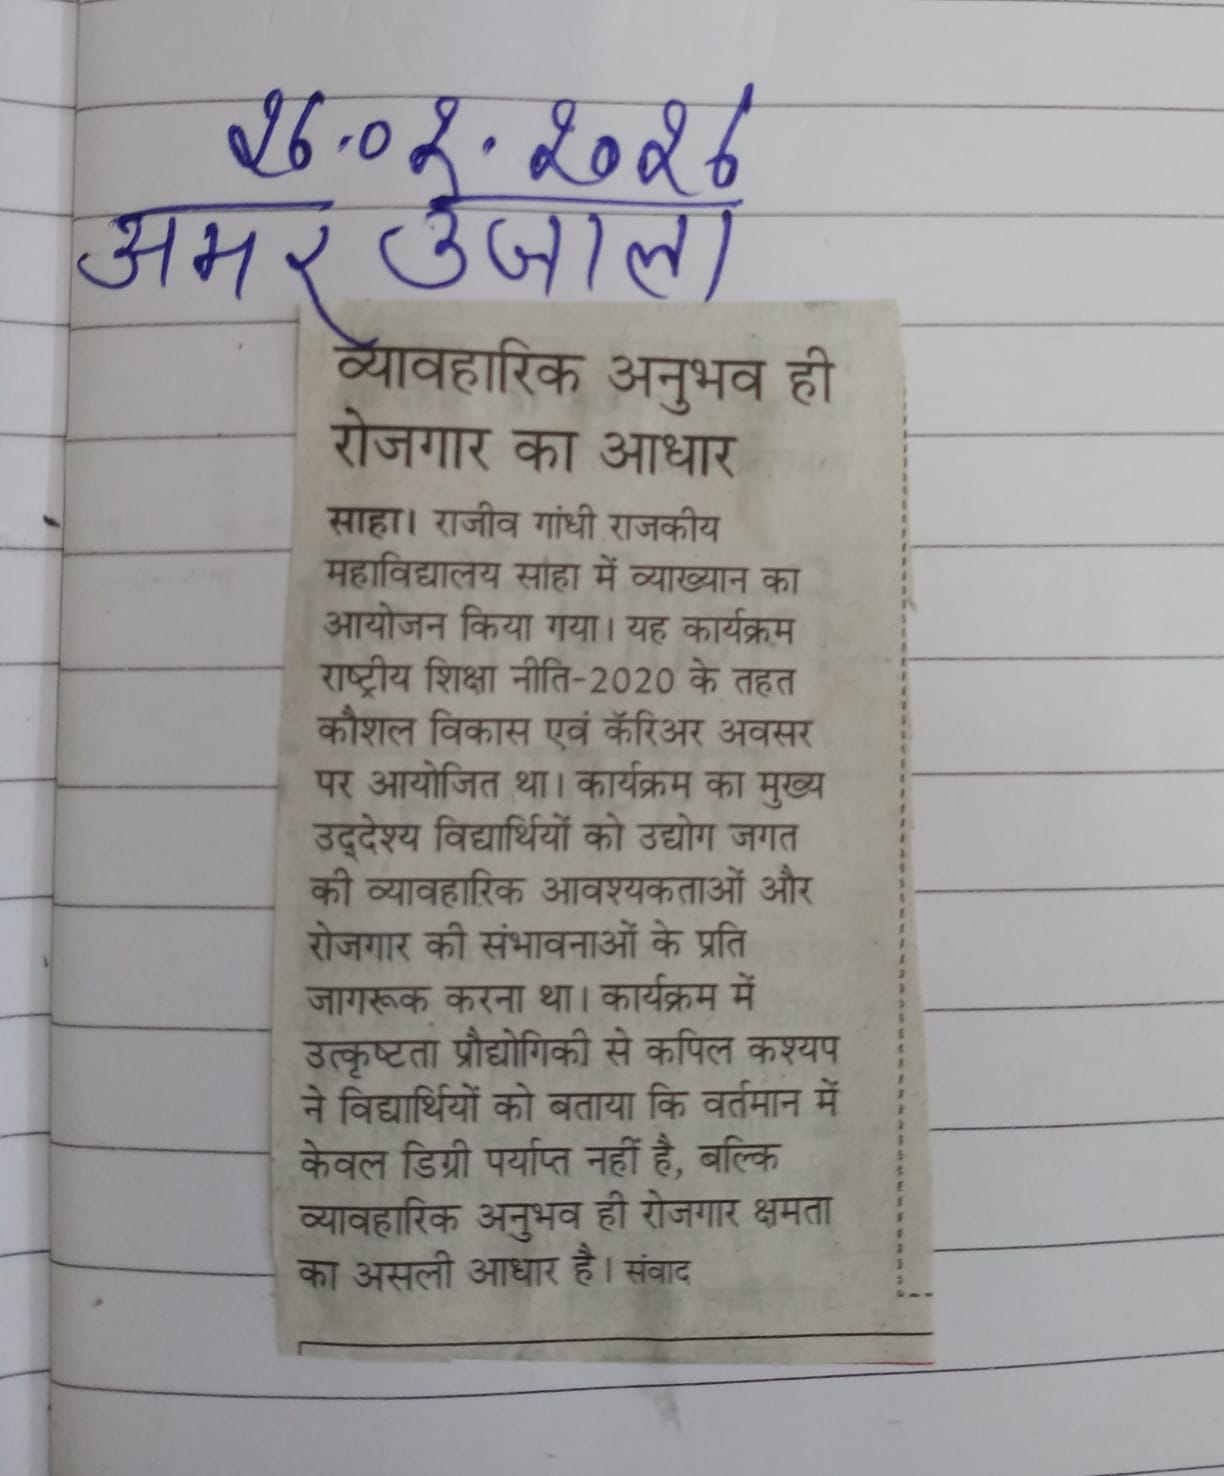 26.02.2026
अमर उजाला
व्यावहारिक अनुभव ही
रोजगार का आधार
साहा। राजीव गांधी राजकीय
महाविद्यालय साहा में व्याख्यान का
आयोजन किया गया। यह कार्यक्रम
राष्ट्रीय शिक्षा नीति-2020 के तहत
कौशल विकास एवं कॅरिअर अवसर
पर आयोजित था। कार्यक्रम का मुख्य
उद्देश्य विद्यार्थियों को उद्योग जगत
की व्यावहारिक आवश्यकताओं और
रोजगार की संभावनाओं के प्रति
जागरूक करना था। कार्यक्रम में
उत्कृष्टता प्रौद्योगिकी से कपिल कश्यप
ने विद्यार्थियों को बताया कि वर्तमान में
केवल डिग्री पर्याप्त नहीं है, बल्कि
व्यावहारिक अनुभव ही रोजगार क्षमता
का असली आधार है। संवाद